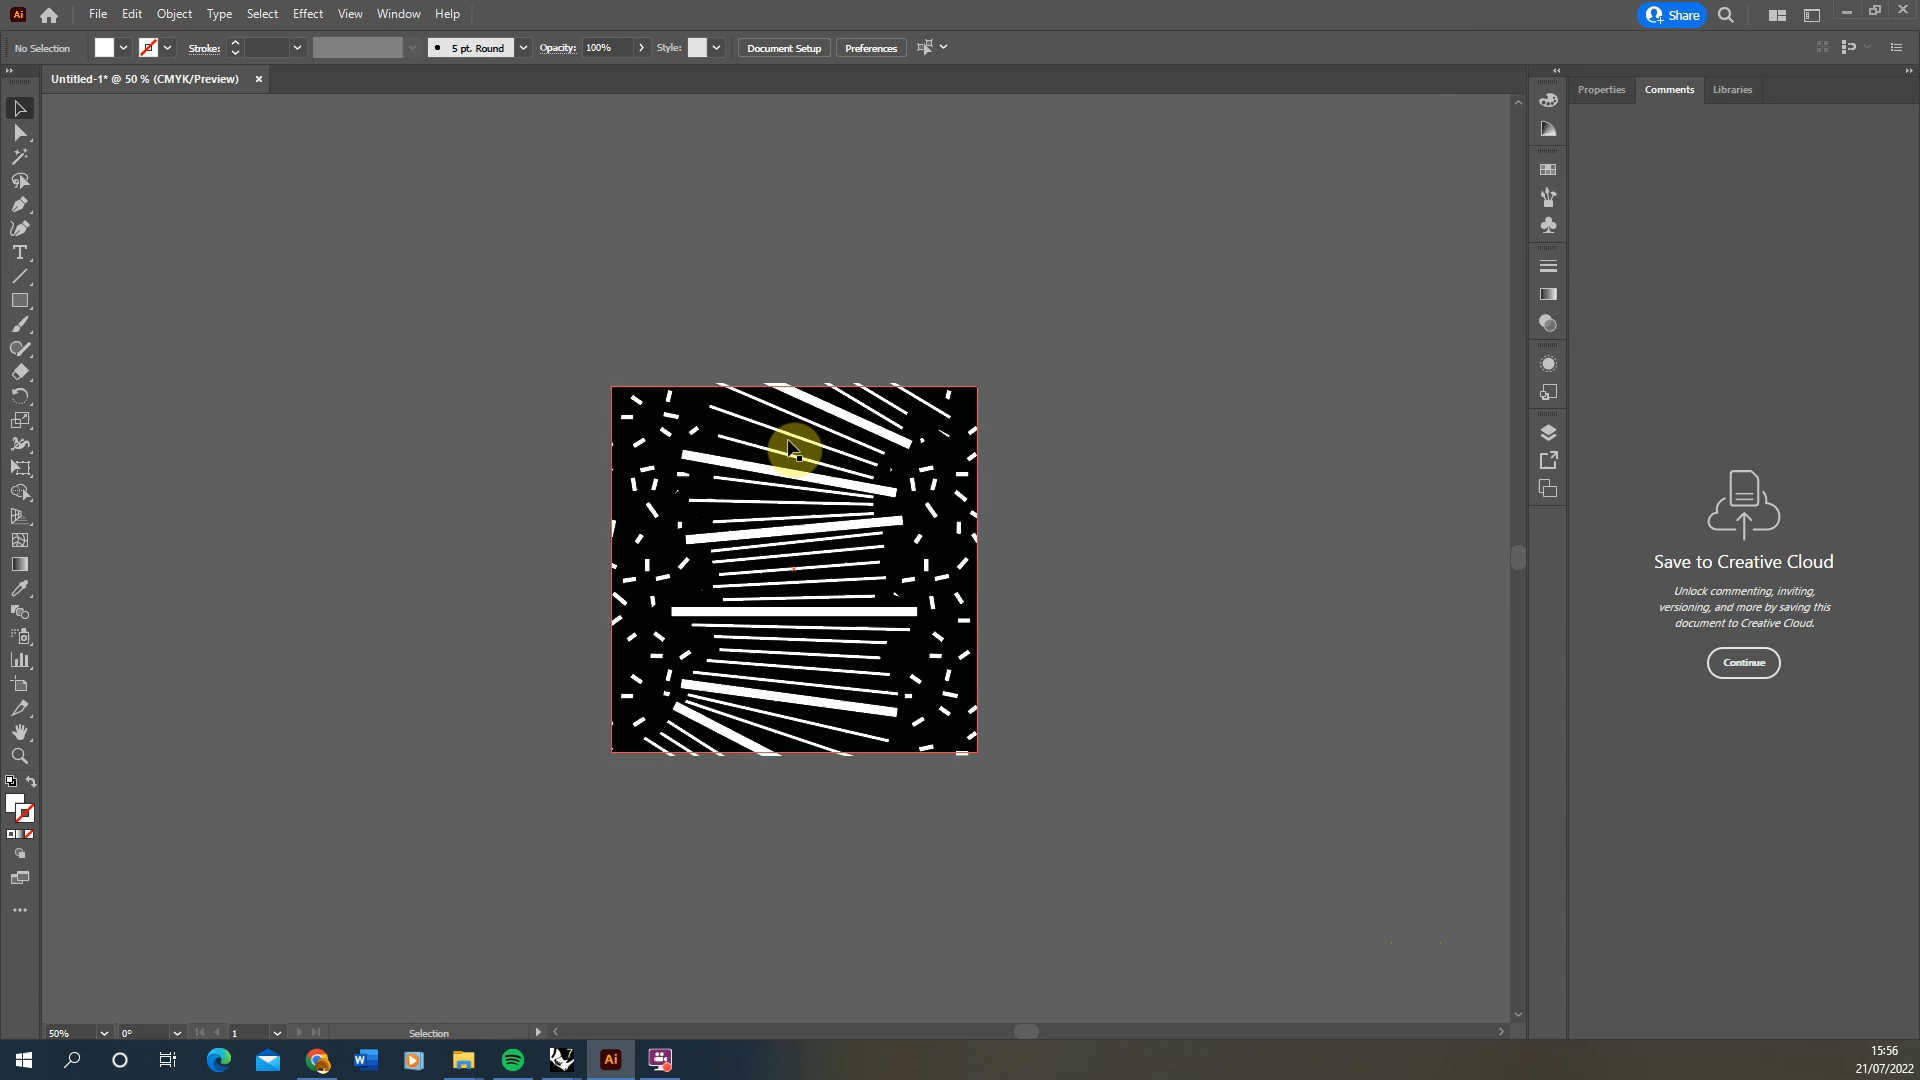 Ai File Edit Object Type Select Effect View Window Help Share
No Selection Stroke: 5 pt. Round Opacity: 100% Style: Document Setup Preferences
Untitled-1* @ 50 % (CMYK/Preview)
Properties Comments Libraries
Save to Creative Cloud
Unlock commenting, inviting,
versioning, and more by saving this
document to Creative Cloud.
Continue
50% 0° 1 Selection
W 7 Ai
15:56
21/07/2022